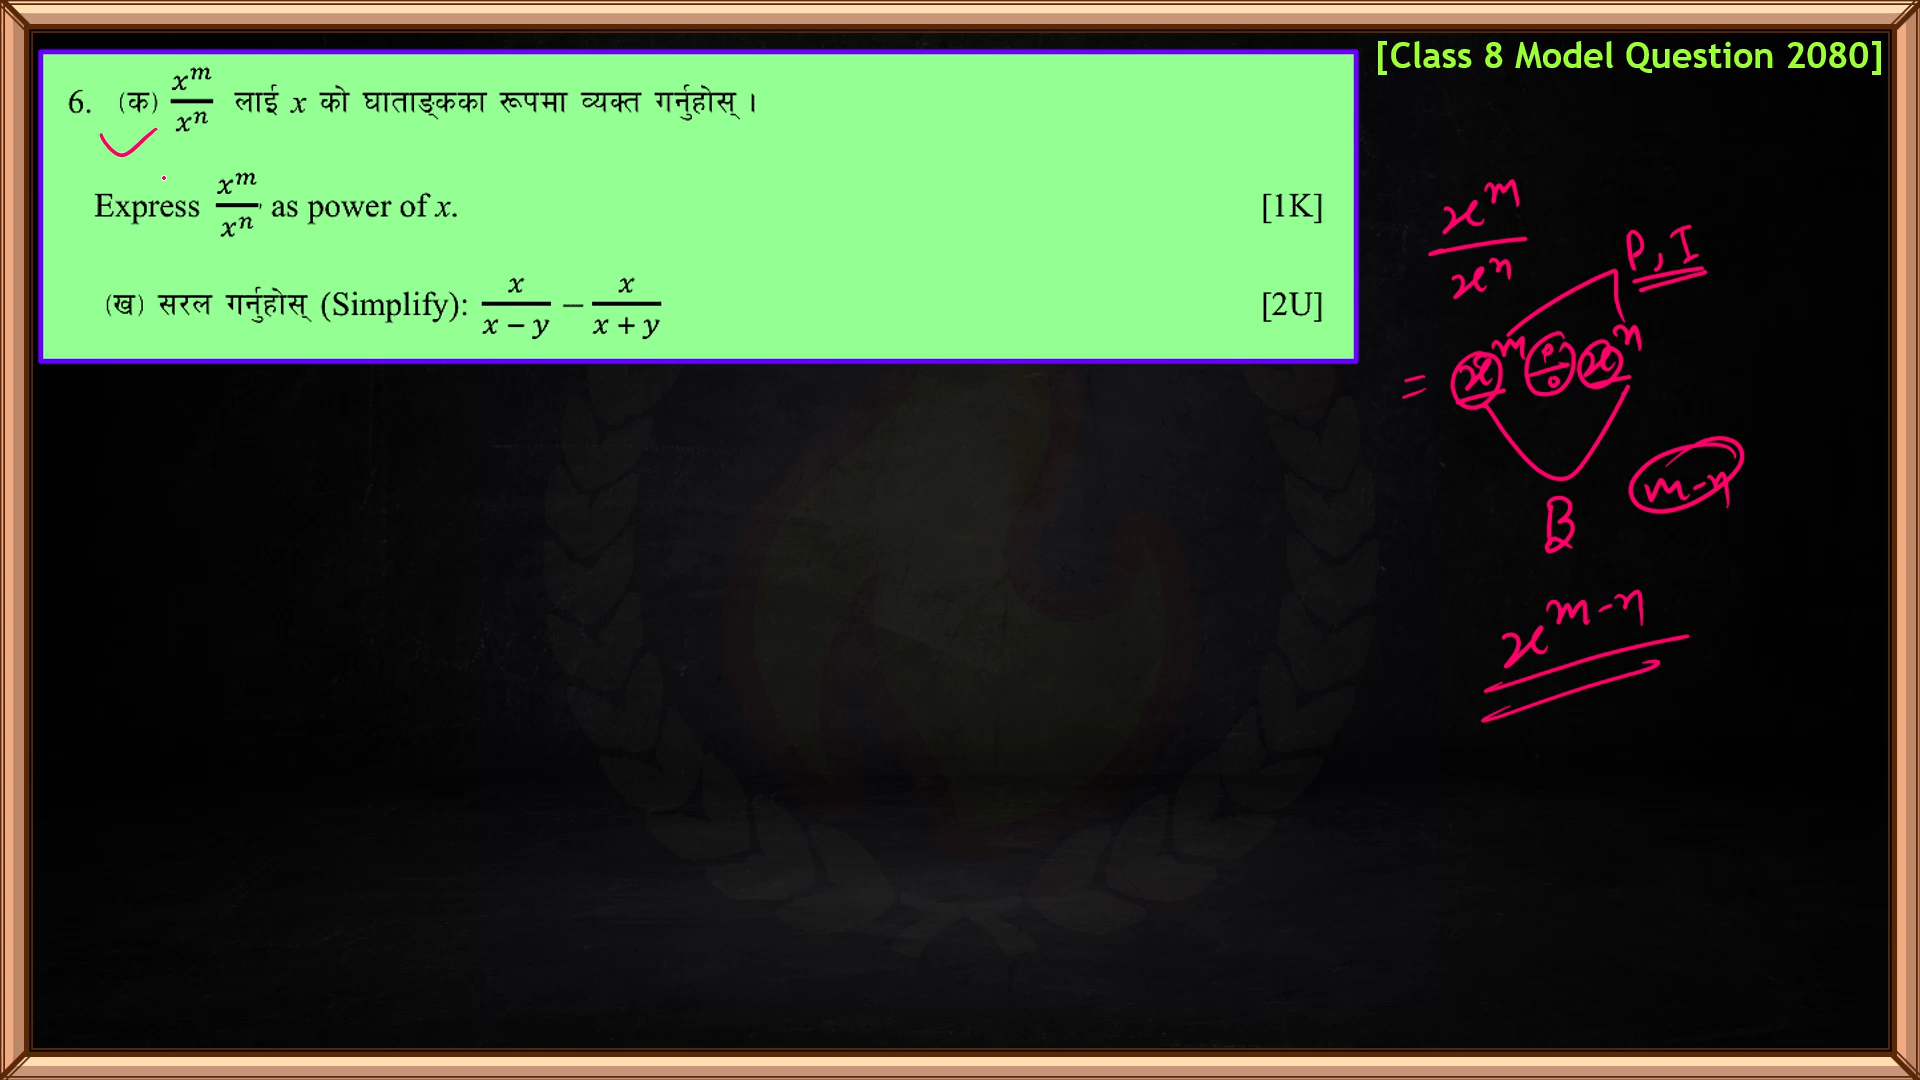 [Class 8 Model Question 2080]
6. (क) x^m/x^n लाई x को घाताङ्कका रूपमा व्यक्त गर्नुहोस् ।
Express x^m/x^n as power of x. [1K]
(ख) सरल गर्नुहोस् (Simplify): x/(x − y) − x/(x + y) [2U]
x^m/x^n
P, I
= x^m ÷ x^n
m-n
B
x^m-n